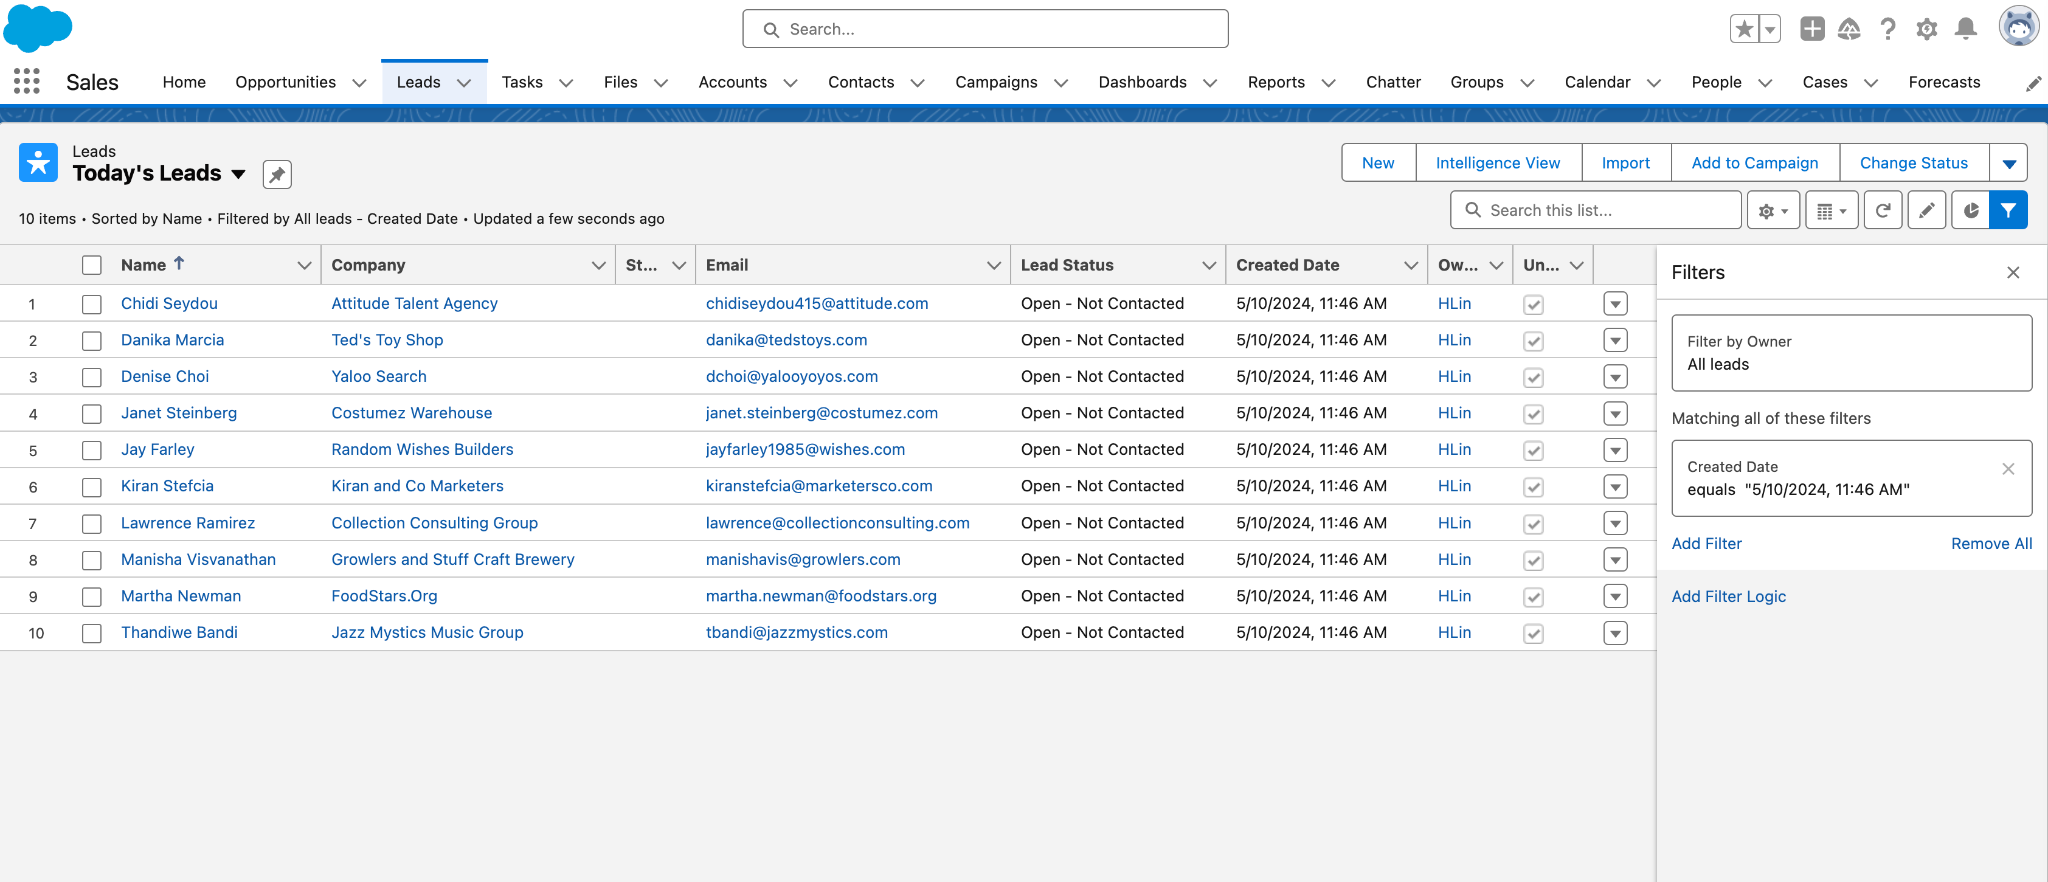 Search...
Sales
Home
Opportunities
Leads
Tasks
Files
Accounts
Contacts
Campaigns
Dashboards
Reports
Chatter
Groups
Calendar
People
Cases
Forecasts
Leads
Today's Leads
New
Intelligence View
Import
Add to Campaign
Change Status
10 items • Sorted by Name • Filtered by All leads - Created Date • Updated a few seconds ago
Search this list...
Name Company St... Email Lead Status Created Date Ow... Un...
1 Chidi Seydou Attitude Talent Agency chidiseydou415@attitude.com Open - Not Contacted 5/10/2024, 11:46 AM HLin
2 Danika Marcia Ted's Toy Shop danika@tedstoys.com Open - Not Contacted 5/10/2024, 11:46 AM HLin
3 Denise Choi Yaloo Search dchoi@yalooyoyos.com Open - Not Contacted 5/10/2024, 11:46 AM HLin
4 Janet Steinberg Costumez Warehouse janet.steinberg@costumez.com Open - Not Contacted 5/10/2024, 11:46 AM HLin
5 Jay Farley Random Wishes Builders jayfarley1985@wishes.com Open - Not Contacted 5/10/2024, 11:46 AM HLin
6 Kiran Stefcia Kiran and Co Marketers kiranstefcia@marketersco.com Open - Not Contacted 5/10/2024, 11:46 AM HLin
7 Lawrence Ramirez Collection Consulting Group lawrence@collectionconsulting.com Open - Not Contacted 5/10/2024, 11:46 AM HLin
8 Manisha Visvanathan Growlers and Stuff Craft Brewery manishavis@growlers.com Open - Not Contacted 5/10/2024, 11:46 AM HLin
9 Martha Newman FoodStars.Org martha.newman@foodstars.org Open - Not Contacted 5/10/2024, 11:46 AM HLin
10 Thandiwe Bandi Jazz Mystics Music Group tbandi@jazzmystics.com Open - Not Contacted 5/10/2024, 11:46 AM HLin
Filters
Filter by Owner
All leads
Matching all of these filters
Created Date
equals "5/10/2024, 11:46 AM"
Add Filter
Remove All
Add Filter Logic